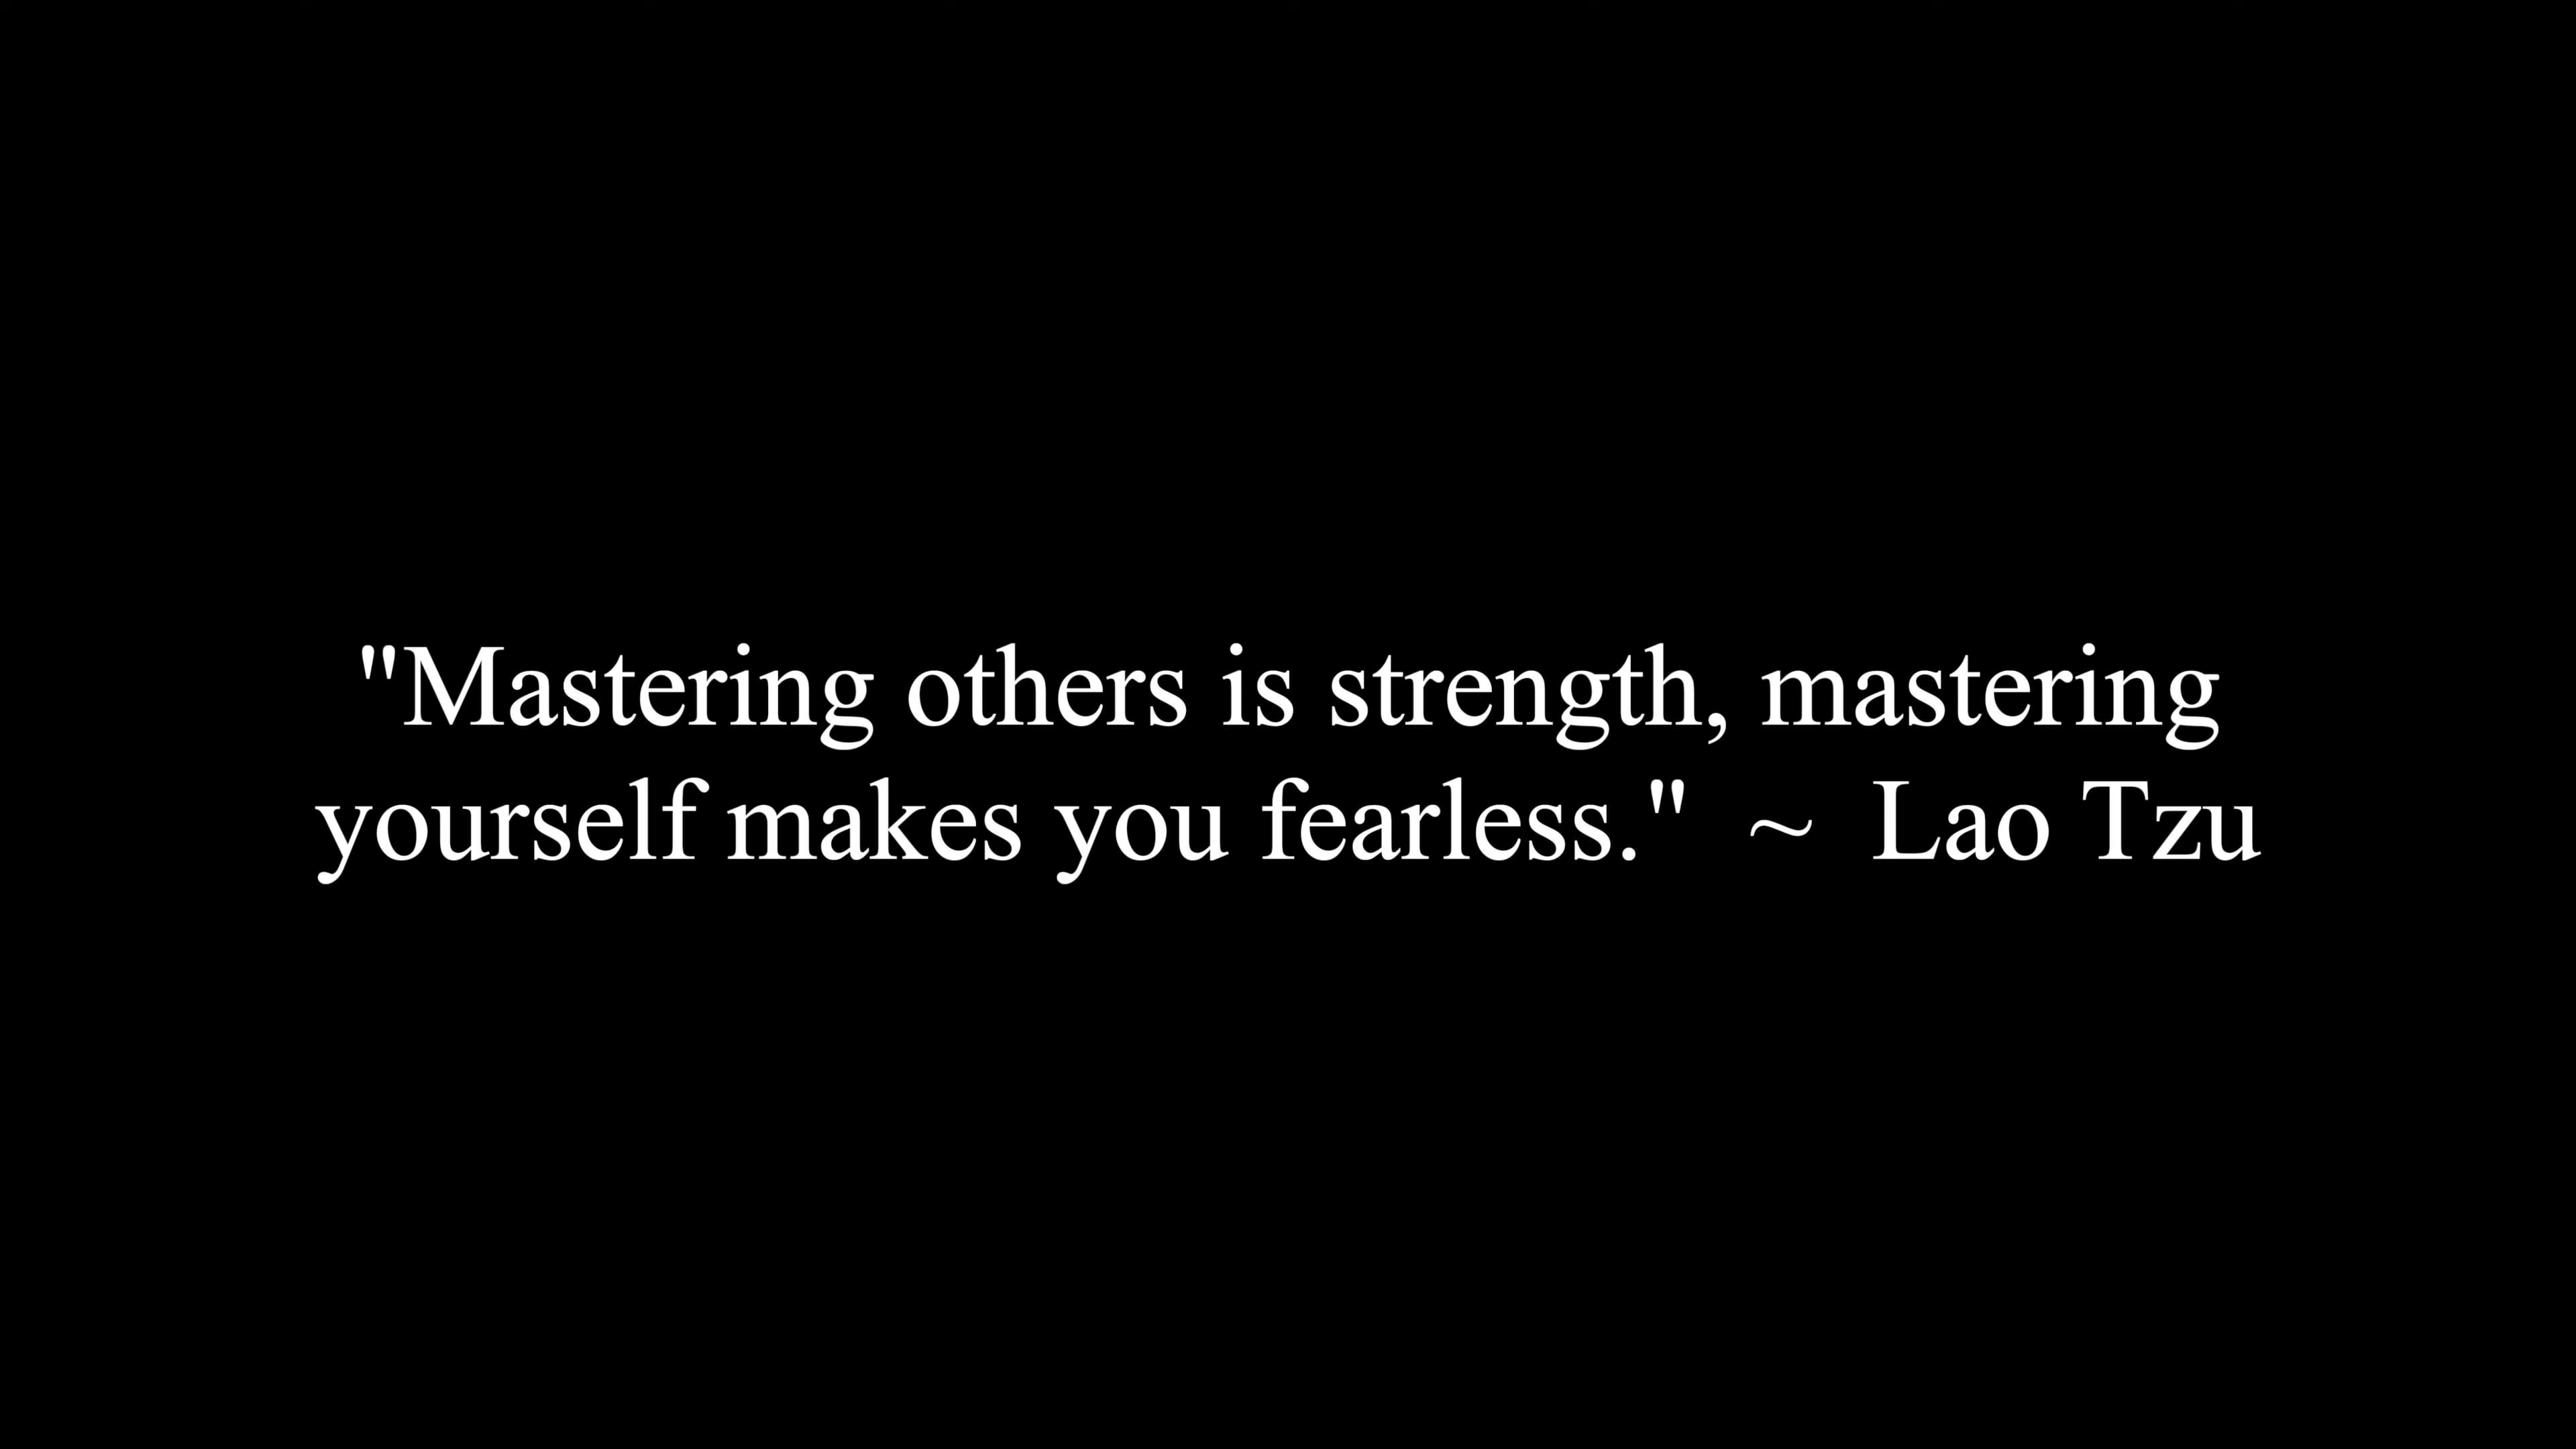 "Mastering others is strength, mastering
yourself makes you fearless."  ~  Lao Tzu